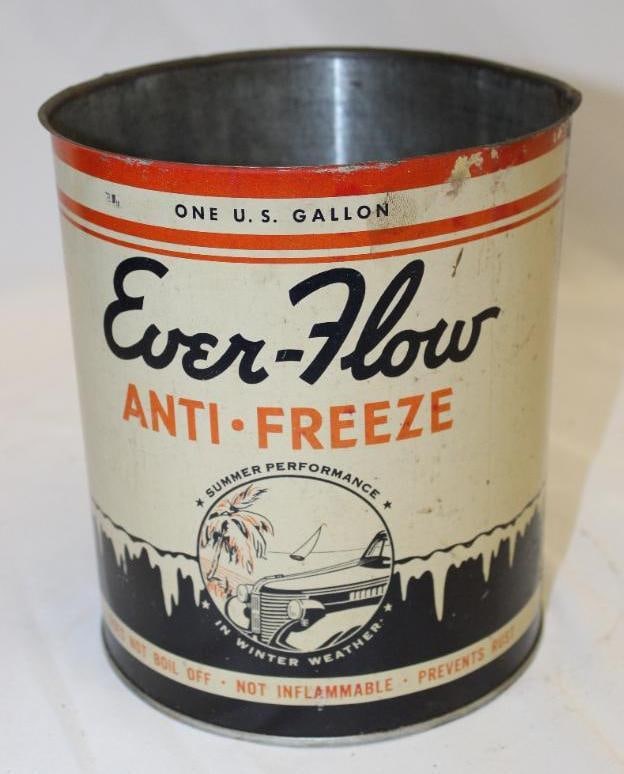 ONE U.S. GALLON
Ever-Flow
ANTI·FREEZE
★ SUMMER PERFORMANCE ★
★ IN WINTER WEATHER ★
NOT BOIL OFF · NOT INFLAMMABLE · PREVENTS RUST